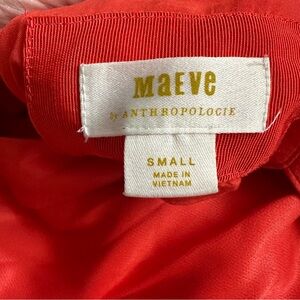 MAEVE
by ANTHROPOLOGIE
SMALL
MADE IN
VIETNAM